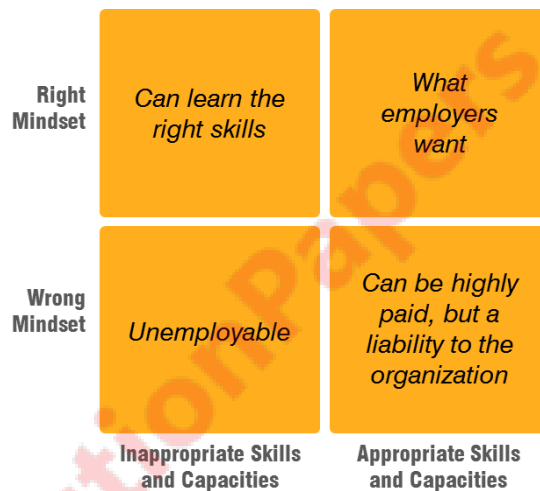 Right
Mindset
Can learn the
right skills
What
employers
want
Wrong
Mindset
Unemployable
Can be highly
paid, but a
liability to the
organization
Inappropriate Skills
and Capacities
Appropriate Skills
and Capacities
tionPapers